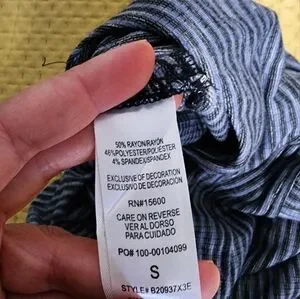 50% RAYON/RAYÓN
46%POLYESTER/POLIÉSTER
4% SPANDEX/SPANDEX
EXCLUSIVE OF DECORATION
EXCLUSIVO DE DECORACIÓN
RN#15600
CARE ON REVERSE
VER AL DORSO
PARA CUIDADO
PO# 100-00104099
S
STYLE# B20937X3E